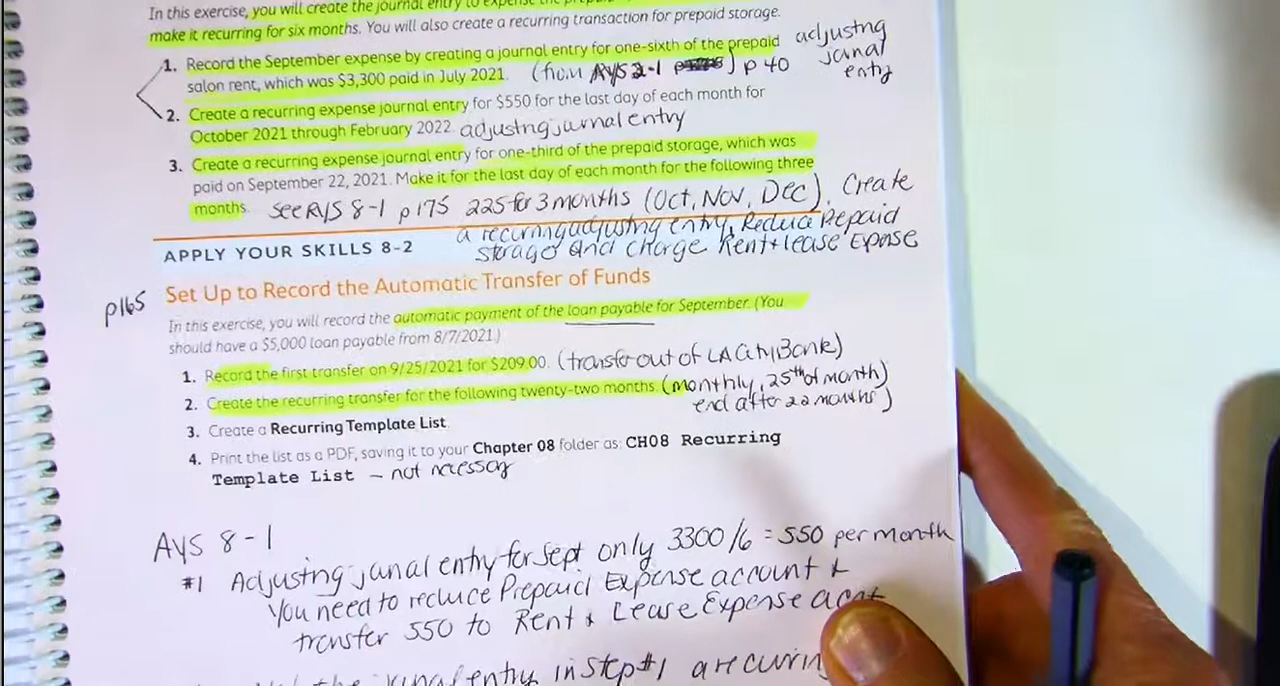 In this exercise, you will create the journal entry to expense the
make it recurring for six months. You will also create a recurring transaction for prepaid storage.
1. Record the September expense by creating a journal entry for one-sixth of the prepaid
salon rent, which was $3,300 paid in July 2021. (from AYS 2-1 ) p 40
adjustng
janal
entry
2. Create a recurring expense journal entry for $550 for the last day of each month for
October 2021 through February 2022. adjustng jurnal entry
3. Create a recurring expense journal entry for one-third of the prepaid storage, which was
paid on September 22, 2021. Make it for the last day of each month for the following three
months. see AYS 8-1 p175 225 for 3 months (Oct, Nov, Dec). Create
a recuring adjusting entry, Reduce Prepaid
storage and charge Rent + lease Expense
APPLY YOUR SKILLS 8-2
p165 Set Up to Record the Automatic Transfer of Funds
In this exercise, you will record the automatic payment of the loan payable for September. (You
should have a $5,000 loan payable from 8/7/2021.)
1. Record the first transfer on 9/25/2021 for $209.00. (transfer out of LA City Bank)
2. Create the recurring transfer for the following twenty-two months. (monthly, 25th of month)
end after 22 months)
3. Create a Recurring Template List.
4. Print the list as a PDF, saving it to your Chapter 08 folder as: CH08 Recurring
Template List – not necessary
AYS 8-1
#1 Adjustng janal entry for Sept only 3300/6 = 550 per month
You need to reduce Prepaid Expense account &
transfer 550 to Rent & Lease Expense acct
the entry in Step #1 a recurin